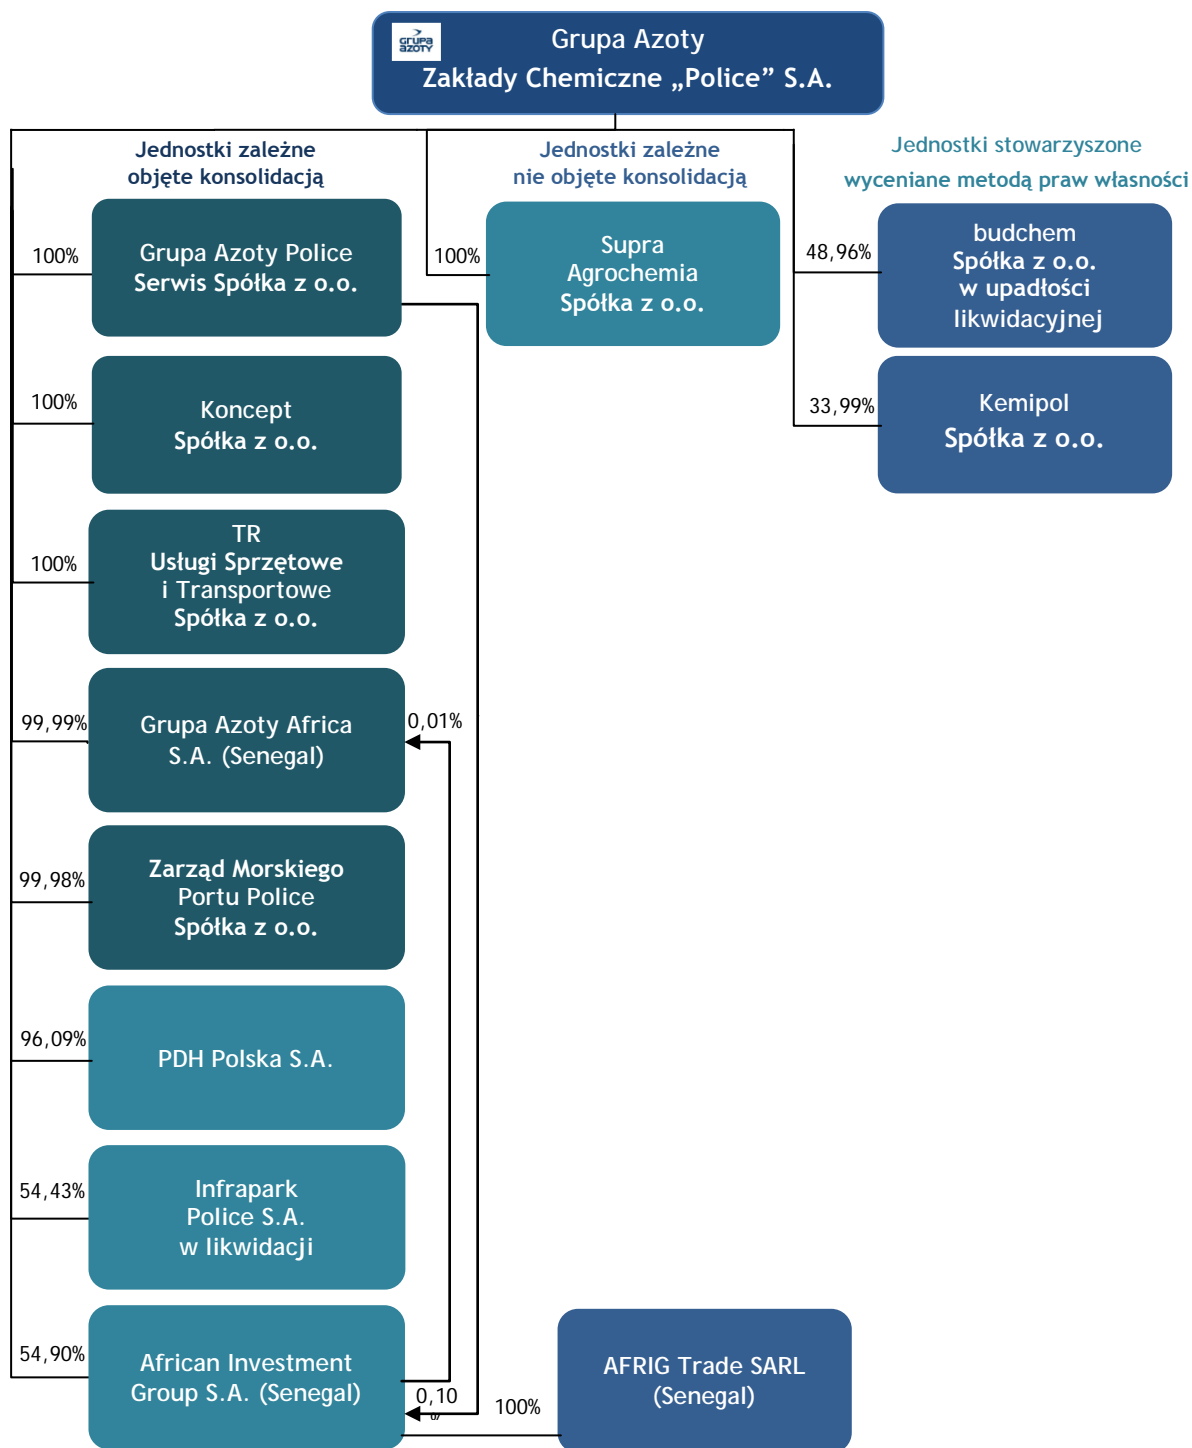 GRUPA
AZOTY
Grupa Azoty
Zakłady Chemiczne „Police” S.A.
Jednostki zależne
objęte konsolidacją
Jednostki zależne
nie objęte konsolidacją
Jednostki stowarzyszone
wyceniane metodą praw własności
100%
Grupa Azoty Police
Serwis Spółka z o.o.
100%
Supra
Agrochemia
Spółka z o.o.
48,96%
budchem
Spółka z o.o.
w upadłości
likwidacyjnej
100%
Koncept
Spółka z o.o.
33,99%
Kemipol
Spółka z o.o.
100%
TR
Usługi Sprzętowe
i Transportowe
Spółka z o.o.
99,99%
Grupa Azoty Africa
S.A. (Senegal)
0,01%
99,98%
Zarząd Morskiego
Portu Police
Spółka z o.o.
96,09%
PDH Polska S.A.
54,43%
Infrapark
Police S.A.
w likwidacji
54,90%
African Investment
Group S.A. (Senegal)
0,10
%
100%
AFRIG Trade SARL
(Senegal)